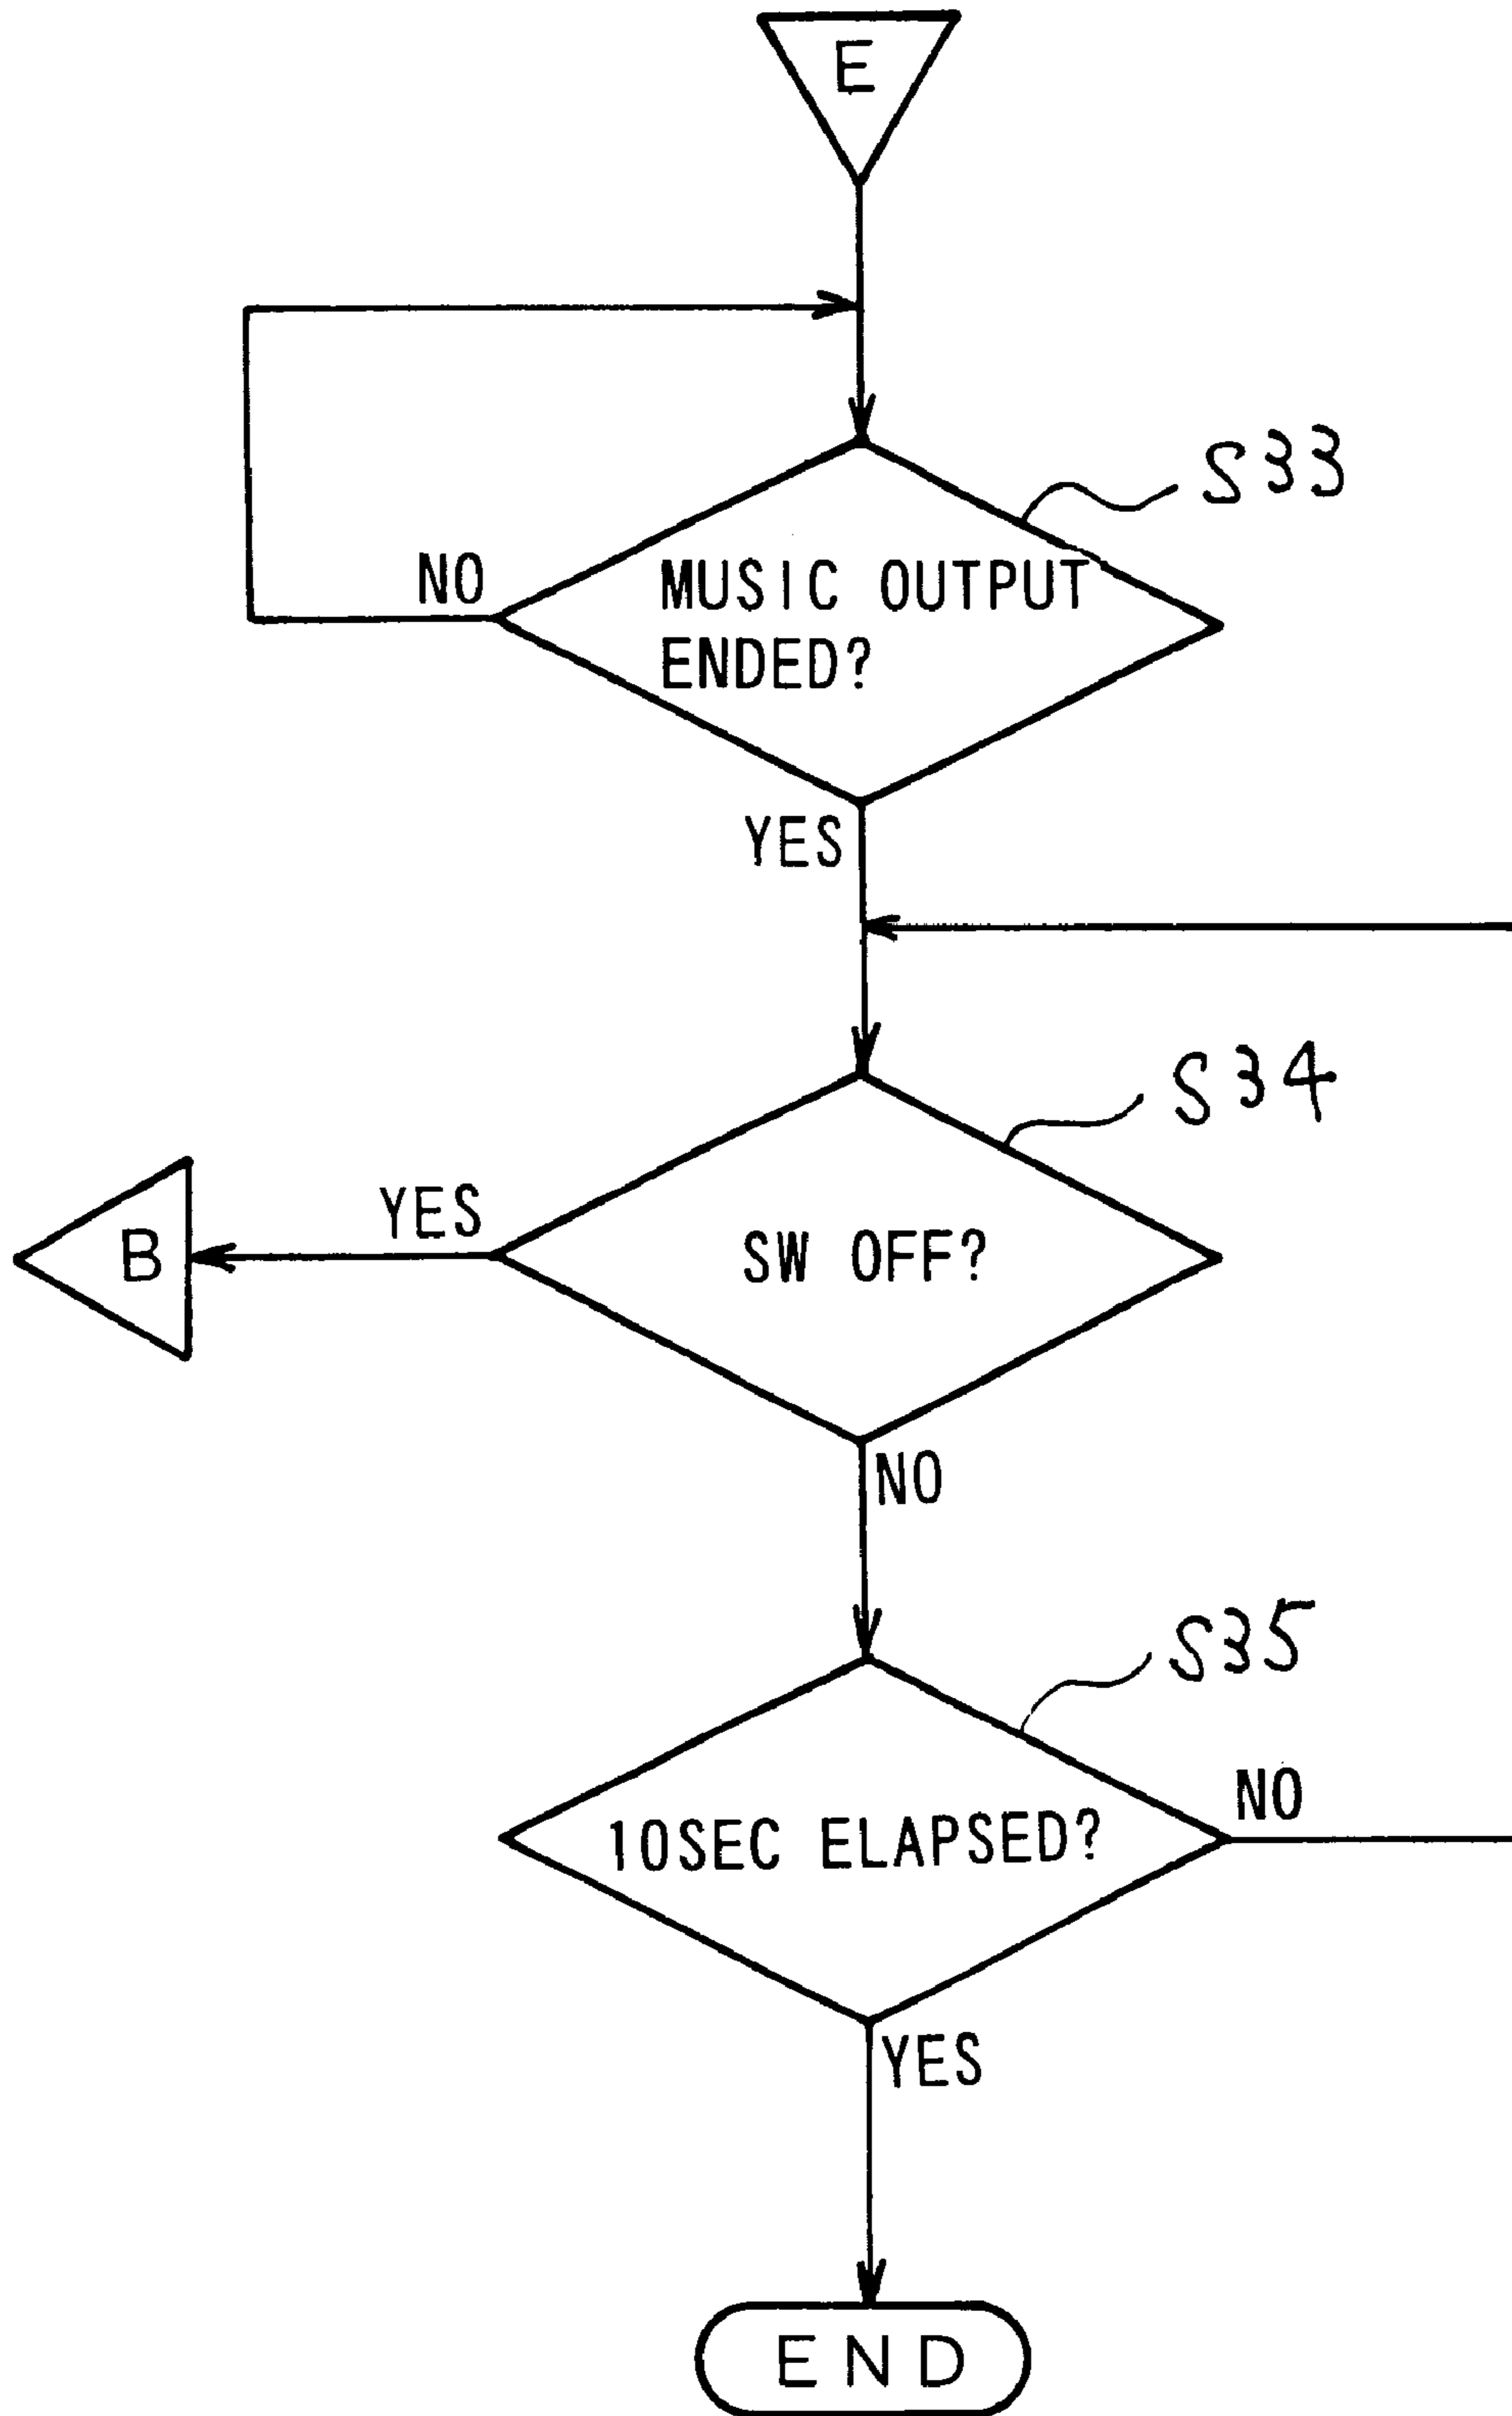 E
S33
NO
MUSIC OUTPUT
ENDED?
YES
S34
YES
B
SW OFF?
NO
S35
NO
10SEC ELAPSED?
YES
END